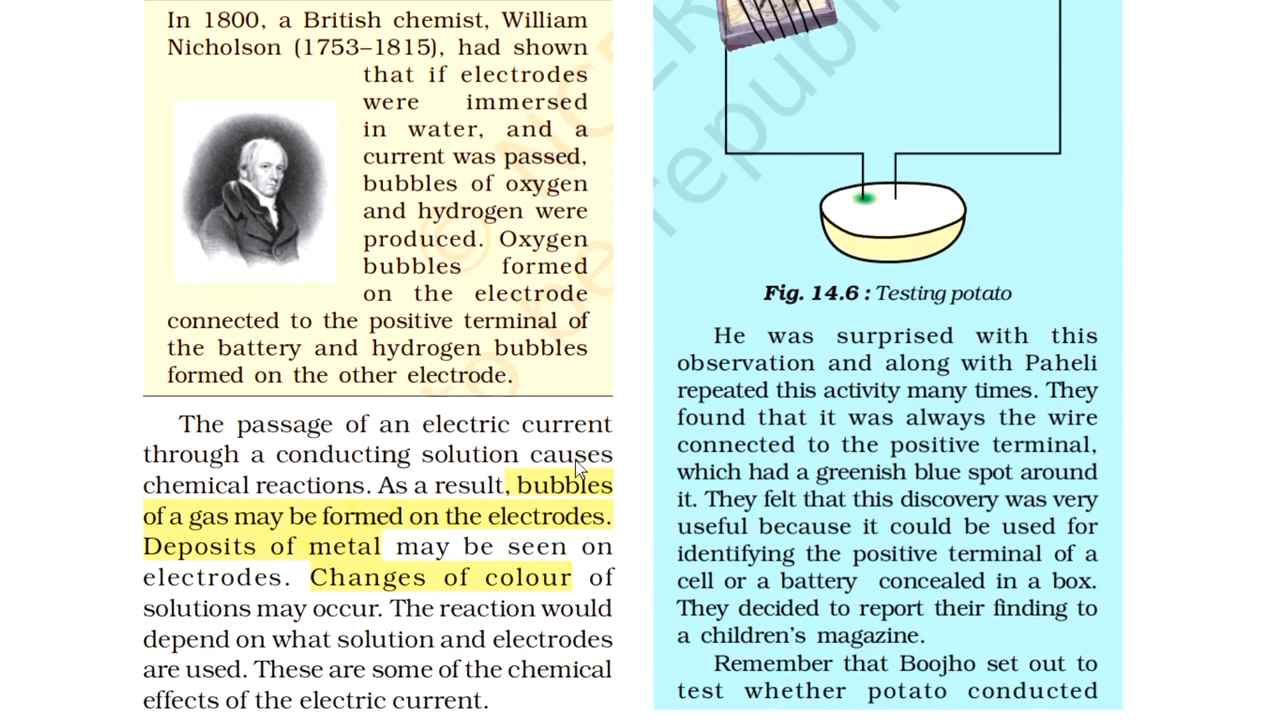 In 1800, a British chemist, William
Nicholson (1753–1815), had shown
that if electrodes
were immersed
in water, and a
current was passed,
bubbles of oxygen
and hydrogen were
produced. Oxygen
bubbles formed
on the electrode
connected to the positive terminal of
the battery and hydrogen bubbles
formed on the other electrode.
The passage of an electric current
through a conducting solution causes
chemical reactions. As a result, bubbles
of a gas may be formed on the electrodes.
Deposits of metal may be seen on
electrodes. Changes of colour of
solutions may occur. The reaction would
depend on what solution and electrodes
are used. These are some of the chemical
effects of the electric current.
Fig. 14.6 : Testing potato
He was surprised with this
observation and along with Paheli
repeated this activity many times. They
found that it was always the wire
connected to the positive terminal,
which had a greenish blue spot around
it. They felt that this discovery was very
useful because it could be used for
identifying the positive terminal of a
cell or a battery concealed in a box.
They decided to report their finding to
a children's magazine.
Remember that Boojho set out to
test whether potato conducted